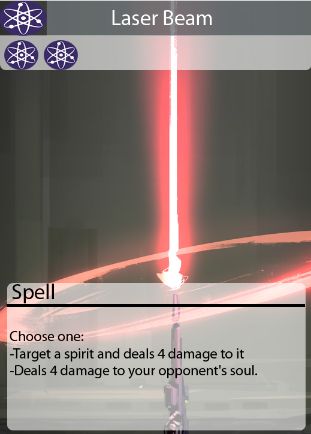 Laser Beam
Spell
Choose one:
-Target a spirit and deals 4 damage to it
-Deals 4 damage to your opponent's soul.